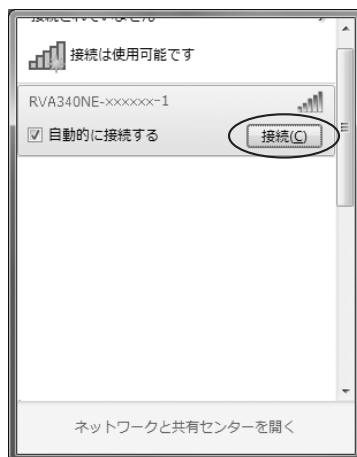 接続は使用可能です
RVA340NE-××××××-1
自動的に接続する
接続(C)
ネットワークと共有センターを開く